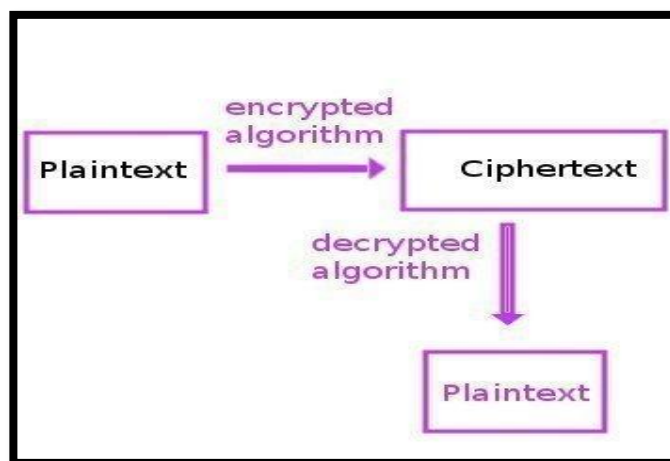 encrypted
algorithm
Plaintext
Ciphertext
decrypted
algorithm
Plaintext